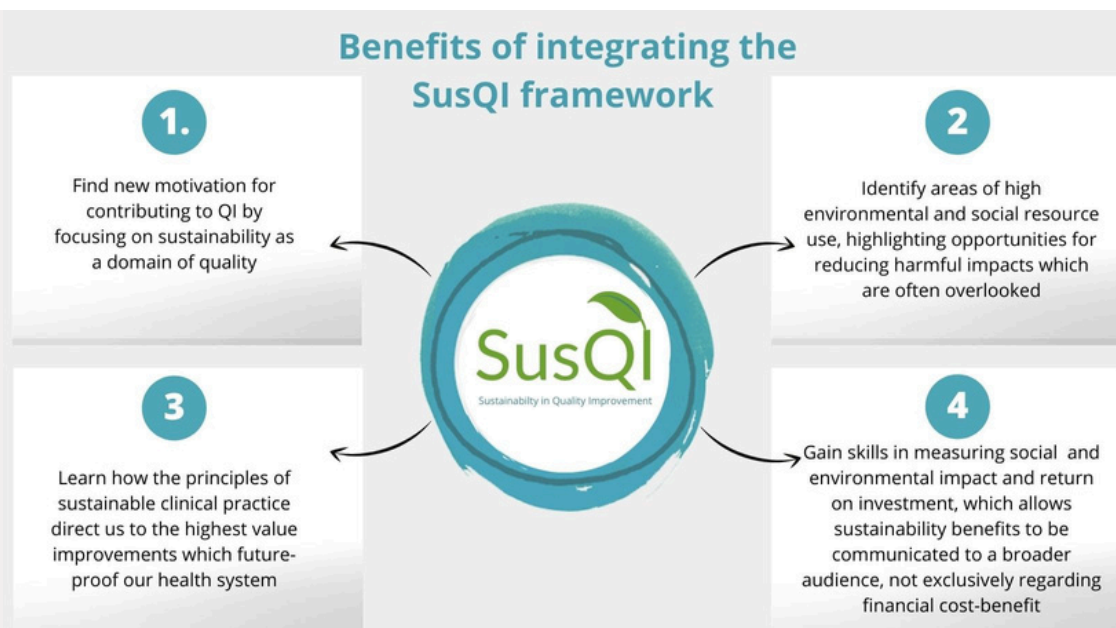 Benefits of integrating the
SusQI framework
1.
Find new motivation for
contributing to QI by
focusing on sustainability as
a domain of quality
2
Identify areas of high
environmental and social resource
use, highlighting opportunities for
reducing harmful impacts which
are often overlooked
SusQI
Sustainabilty in Quality Improvement
3
Learn how the principles of
sustainable clinical practice
direct us to the highest value
improvements which future-
proof our health system
4
Gain skills in measuring social and
environmental impact and return
on investment, which allows
sustainability benefits to be
communicated to a broader
audience, not exclusively regarding
financial cost-benefit